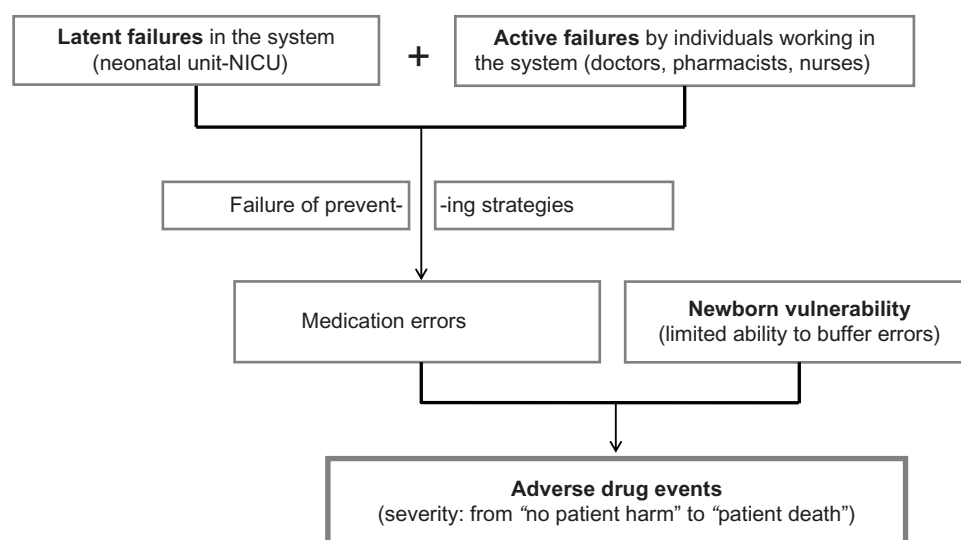 Latent failures in the system
(neonatal unit-NICU)
+
Active failures by individuals working in
the system (doctors, pharmacists, nurses)
Failure of prevent-
-ing strategies
Medication errors
Newborn vulnerability
(limited ability to buffer errors)
Adverse drug events
(severity: from “no patient harm” to “patient death”)